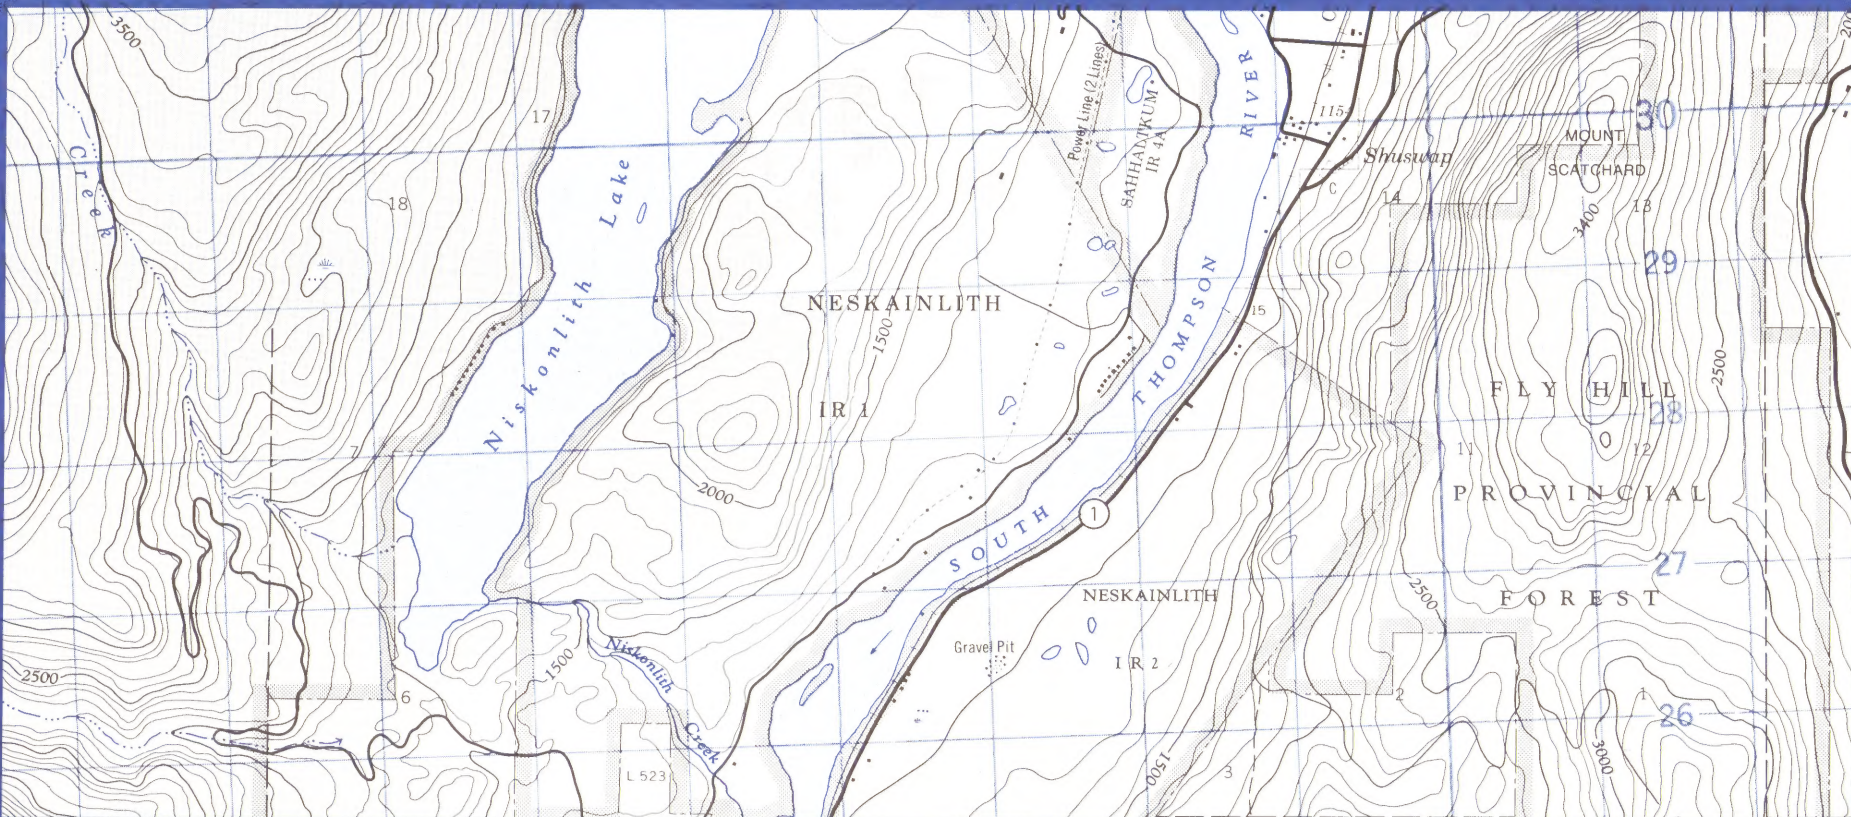 3500
17
Creek
18
Niskonlith Lake
7
6
2500
NESKAINLITH
IR 1
1500
2000
1500
Niskonlith
Creek
L 523
Power Line (2 Lines)
SAHHALTKUM
IR 4A
SOUTH THOMPSON RIVER
115
Shuswap
C
C
15
1
NESKAINLITH
IR 2
Gravel Pit
1500
3
2
1
MOUNT
SCATCHARD
14
13
3400
30
29
28
27
26
11
12
2500
2500
3000
FLY HILL
PROVINCIAL
FOREST